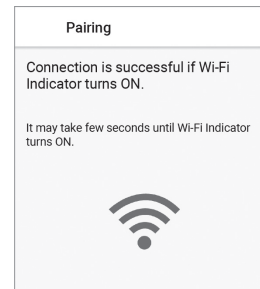 Pairing
Connection is successful if Wi-Fi
Indicator turns ON.
It may take few seconds until Wi-Fi Indicator
turns ON.